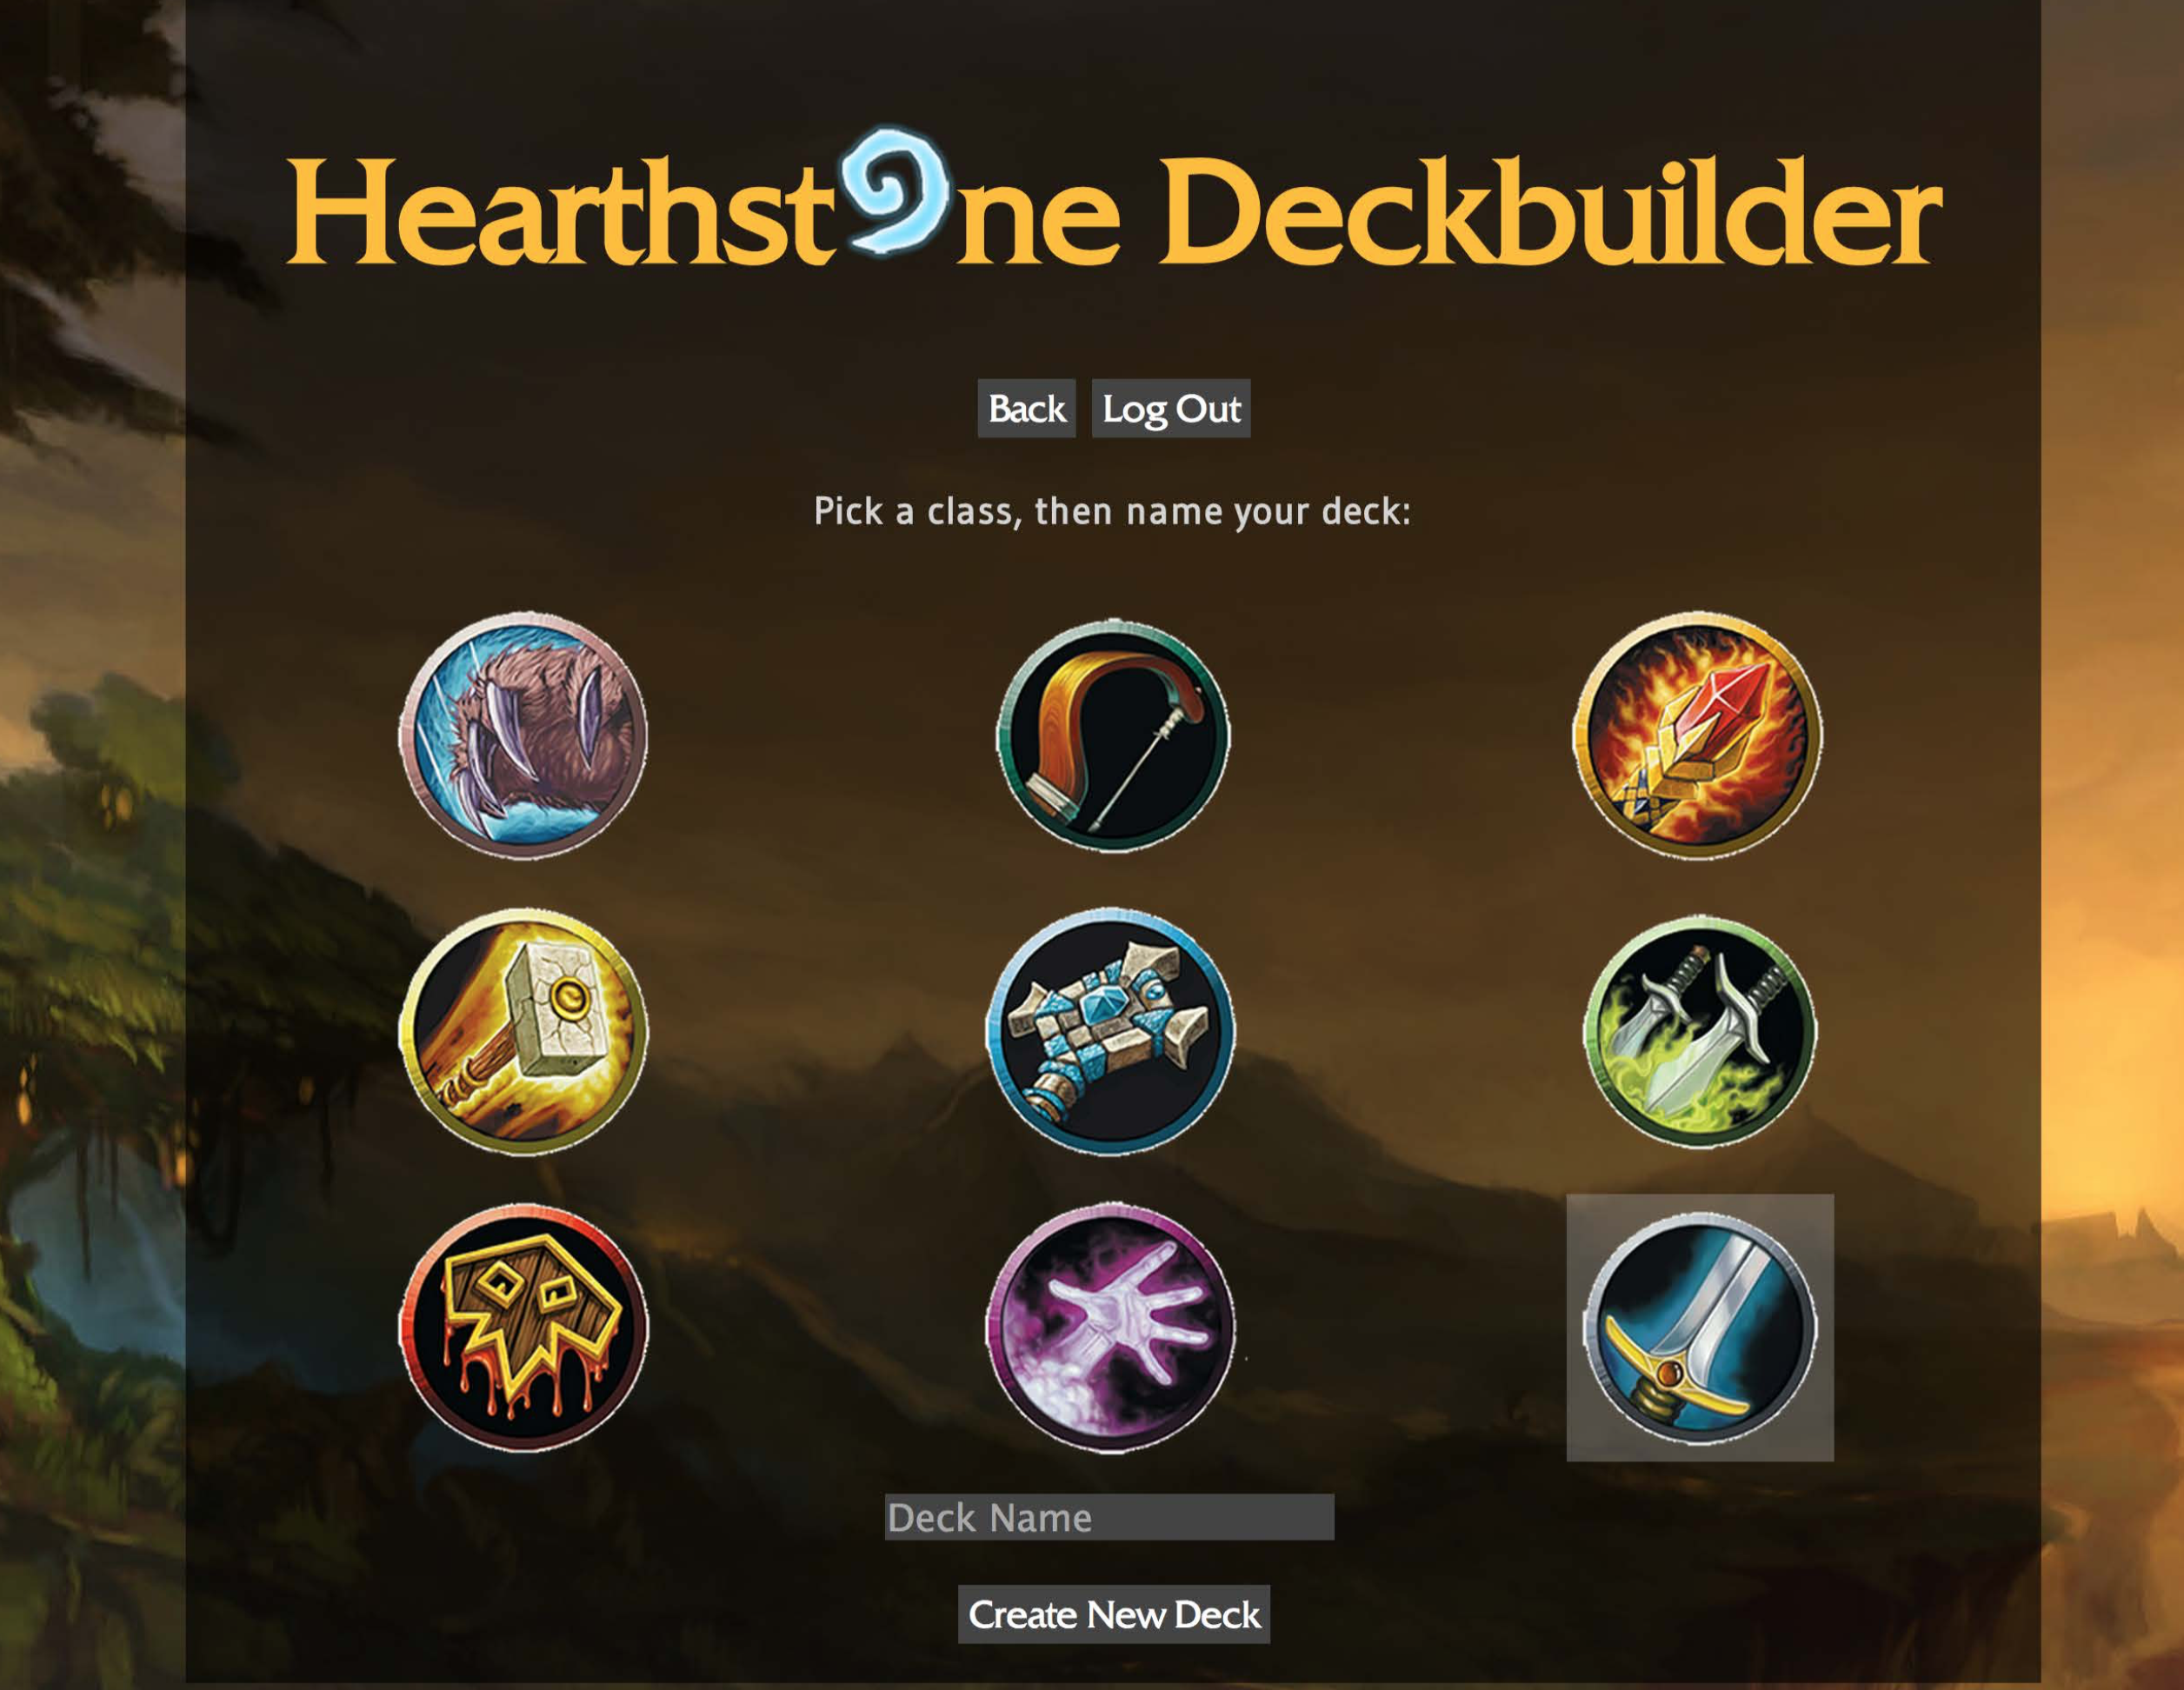 Hearthstone Deckbuilder
Back Log Out
Pick a class, then name your deck:
Deck Name
Create New Deck